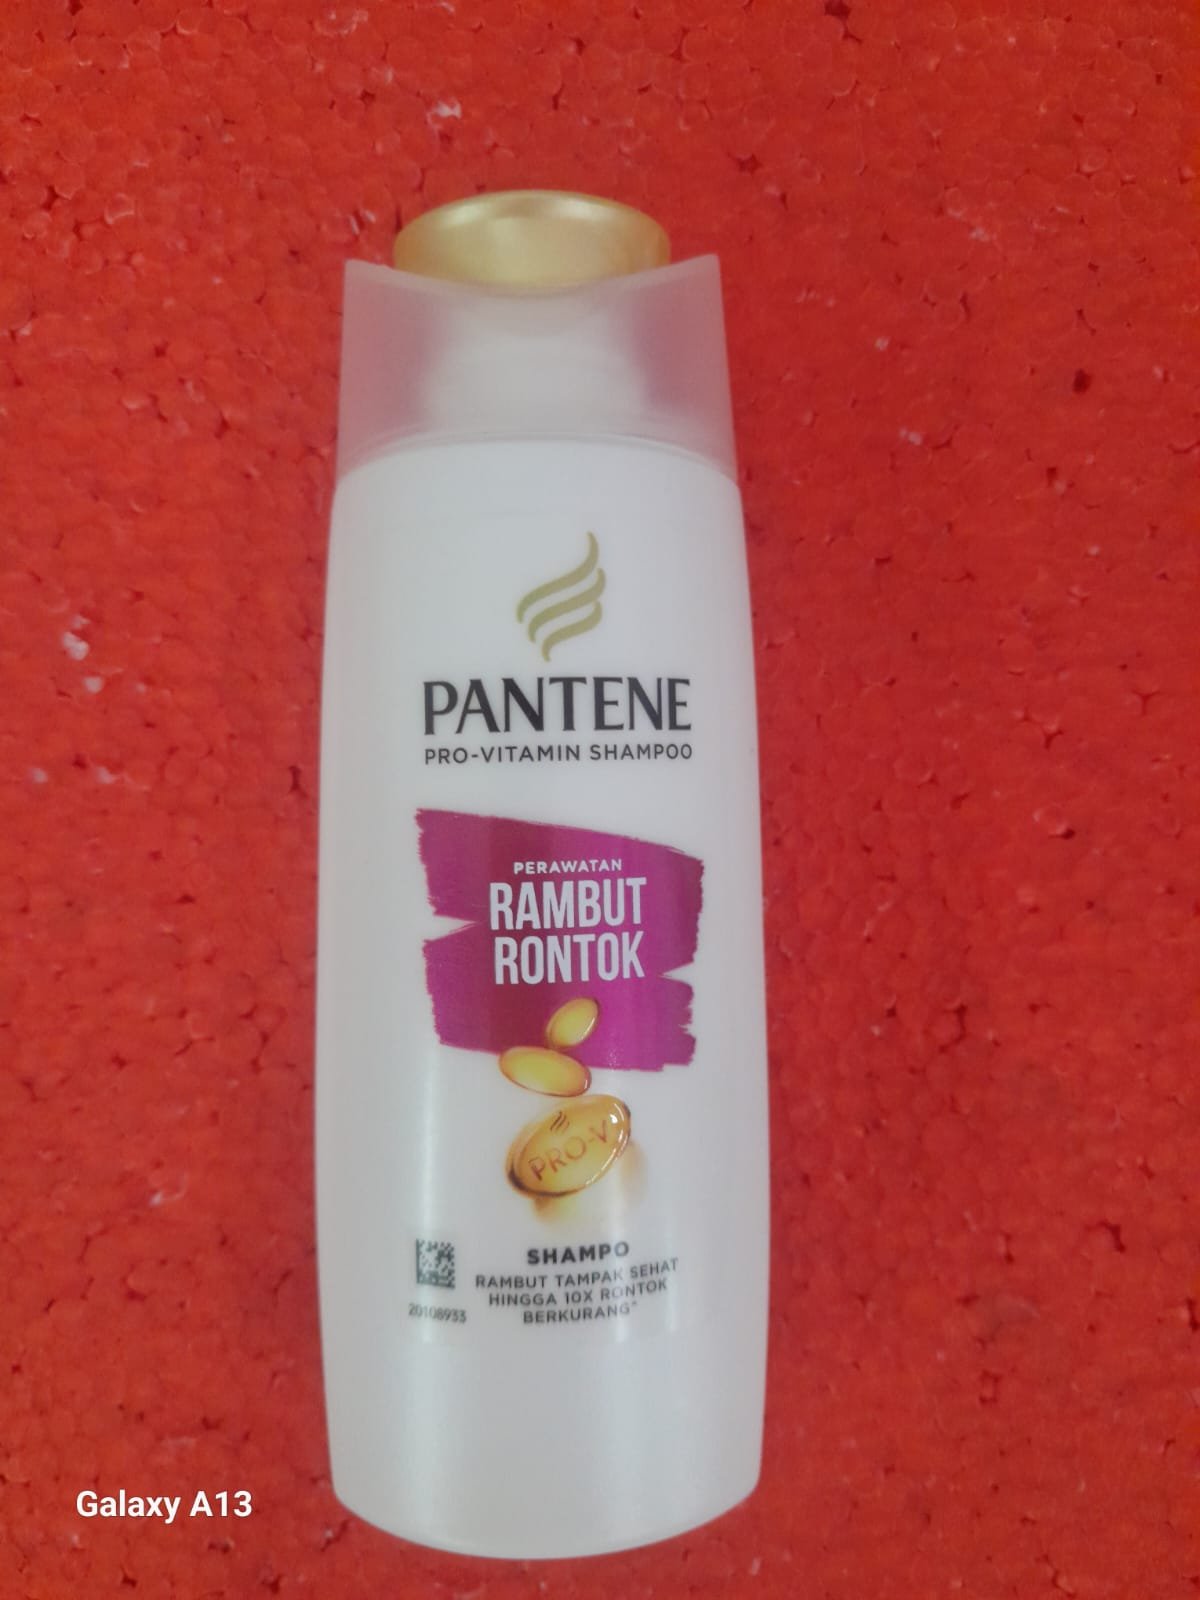 PANTENE
PRO-VITAMIN SHAMPOO
PERAWATAN
RAMBUT
RONTOK
PRO-V
SHAMPO
RAMBUT TAMPAK SEHAT
HINGGA 10X RONTOK
BERKURANG^
20108933
Galaxy A13